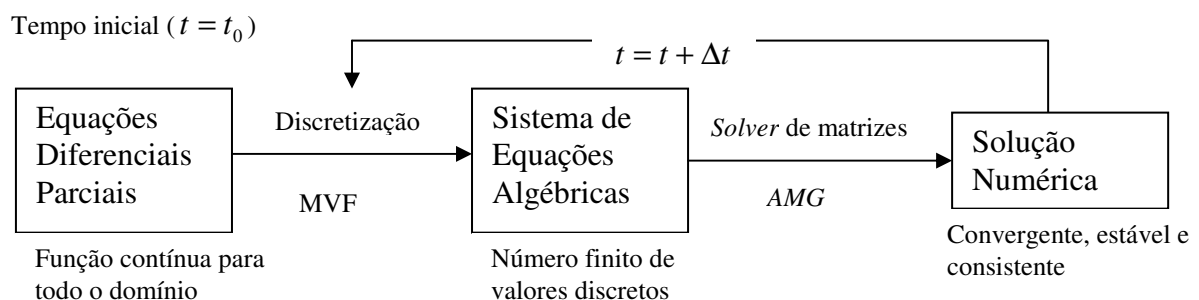 Tempo inicial ( t = t₀ )
t = t + Δt
Equações
Diferenciais
Parciais
Discretização
MVF
Sistema de
Equações
Algébricas
Solver de matrizes
AMG
Solução
Numérica
Função contínua para
todo o domínio
Número finito de
valores discretos
Convergente, estável e
consistente